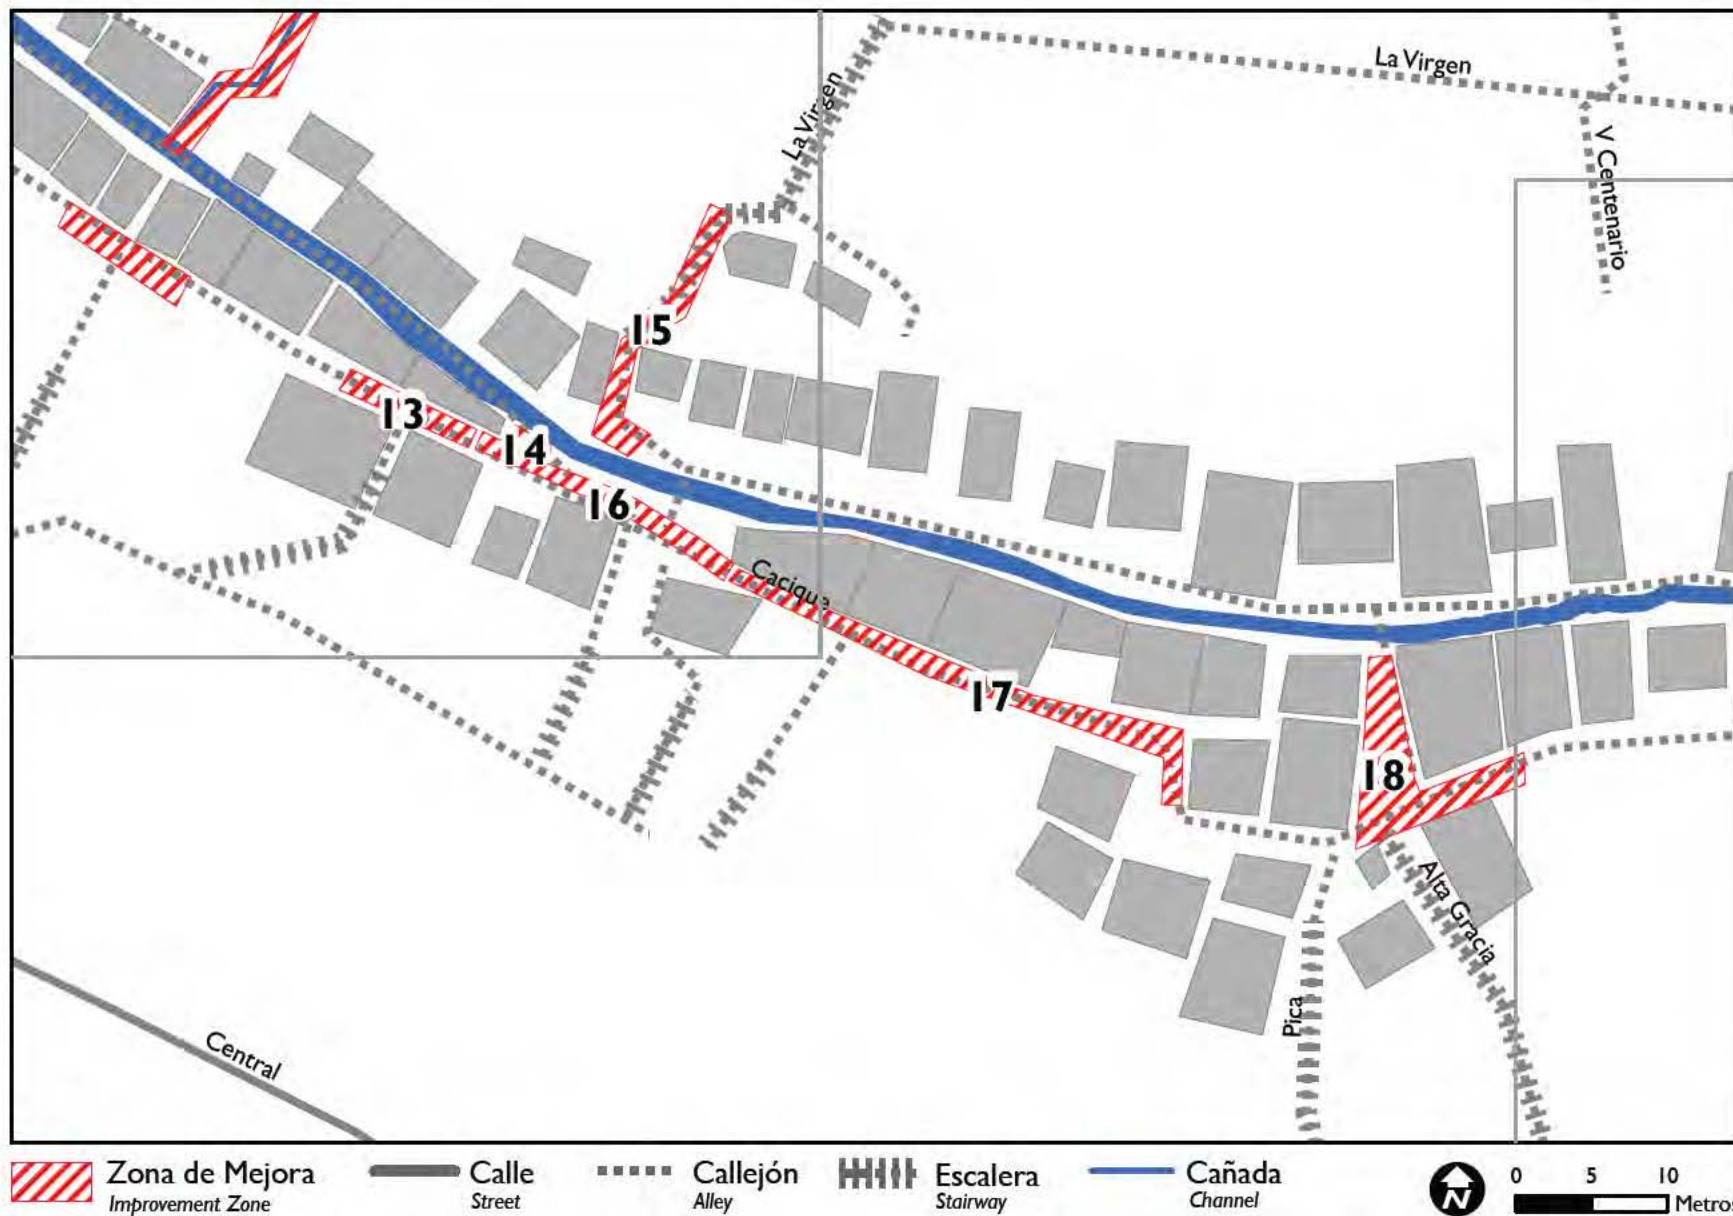 La Virgen
La Virgen
V Centenario
15
13
14
16
Cacique
17
18
Alta Gracia
Pica
Central
Zona de Mejora
Improvement Zone
Calle
Street
Callejón
Alley
Escalera
Stairway
Cañada
Channel
N
0 5 10
Metro